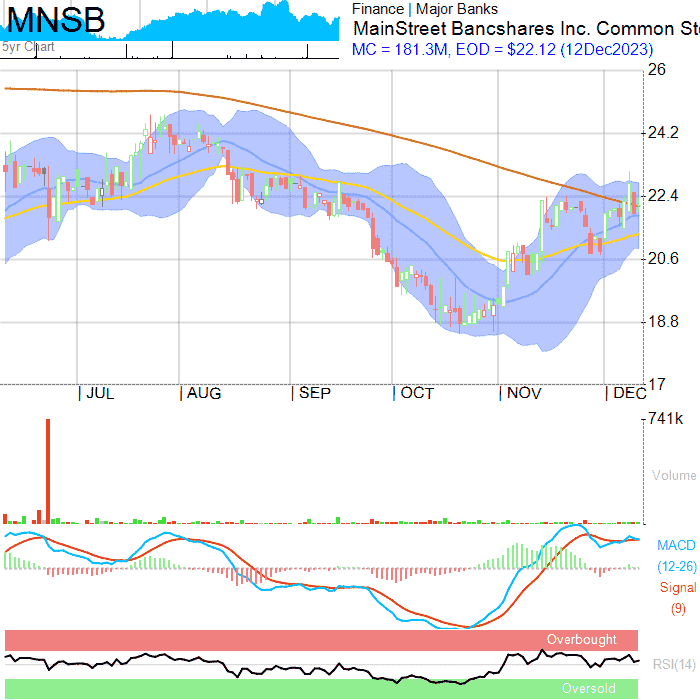 MNSB
5yr Chart
Finance | Major Banks
MainStreet Bancshares Inc. Common Sto
MC = 181.3M, EOD = $22.12 (12Dec2023)
26
24.2
22.4
20.6
18.8
17
JUL
AUG
SEP
OCT
NOV
DEC
741k
Volume
MACD
(12-26)
Signal
(9)
Overbought
RSI(14)
Oversold